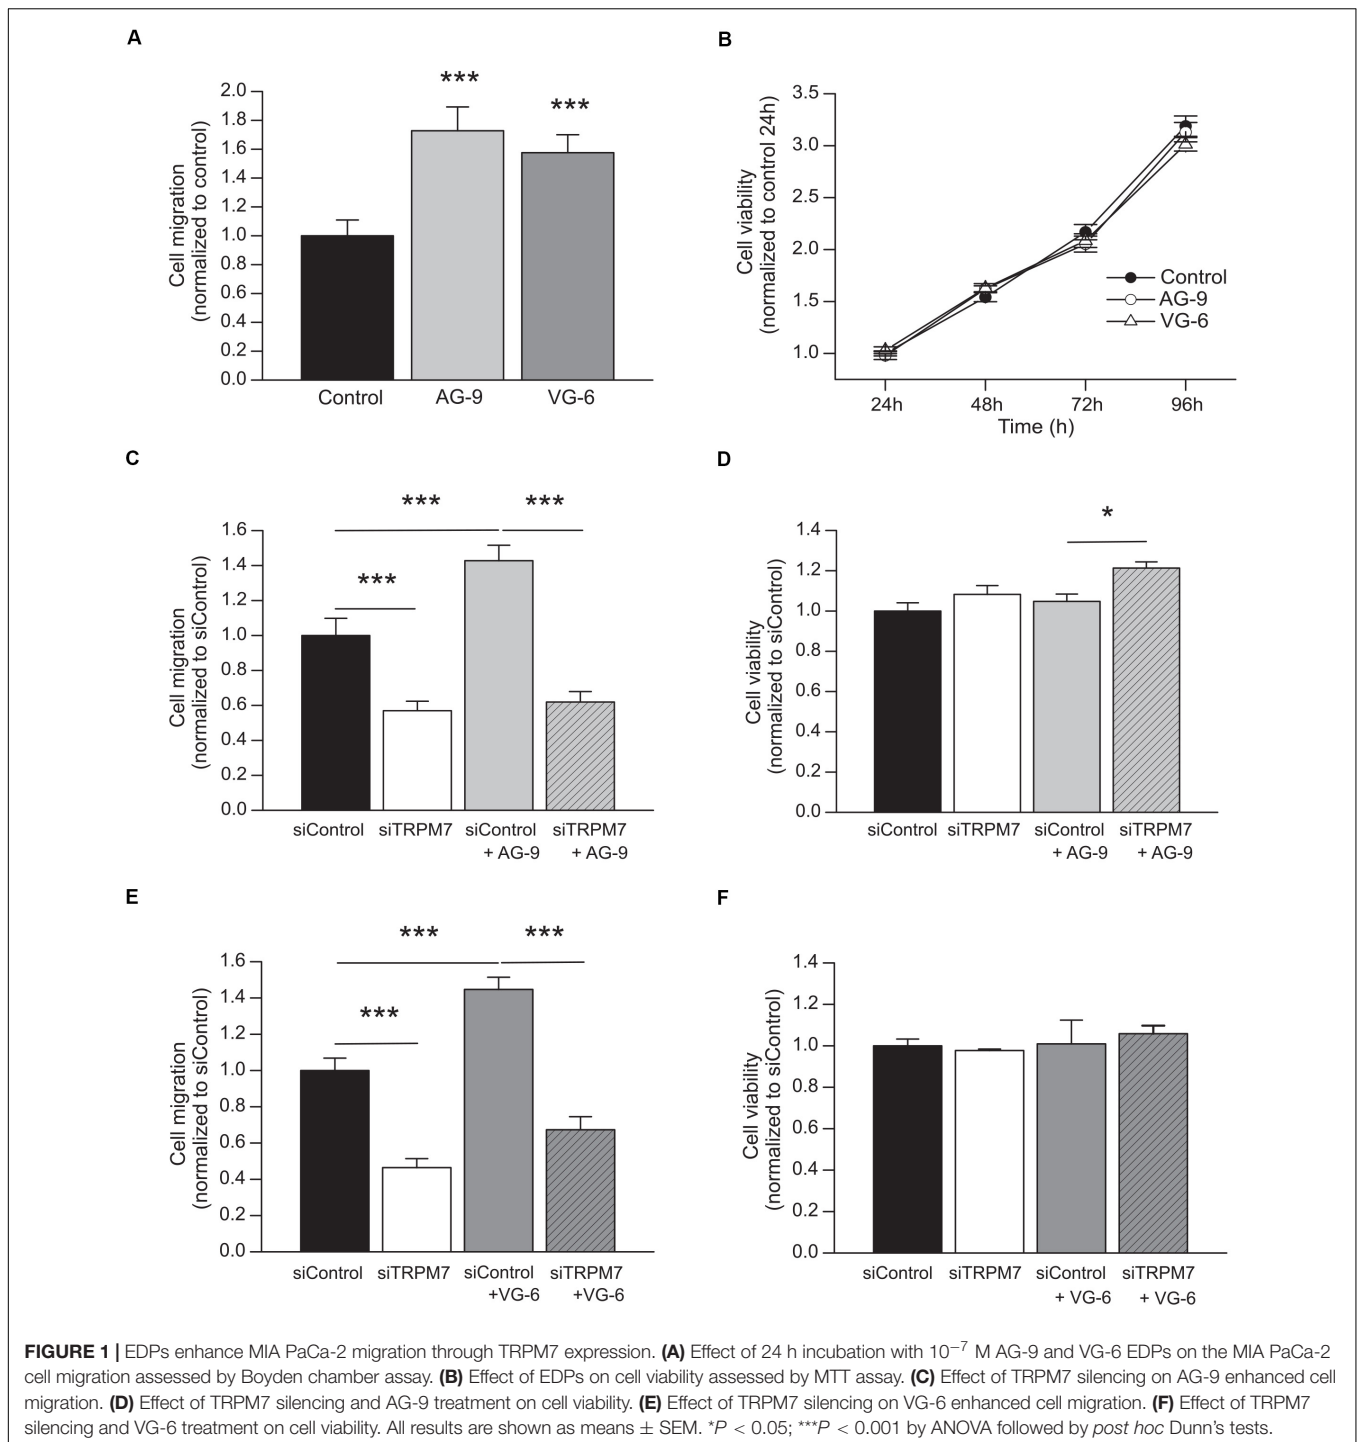 A
***
***
2.0
1.8
1.6
1.4
1.2
1.0
0.8
0.6
0.4
0.2
0.0
Cell migration
(normalized to control)
Control AG-9 VG-6
B
3.5
3.0
2.5
2.0
1.5
1.0
Cell viability
(normalized to control 24h)
Control
AG-9
VG-6
24h 48h 72h 96h
Time (h)
C
*** ***
***
1.6
1.4
1.2
1.0
0.8
0.6
0.4
0.2
0.0
Cell migration
(normalized to siControl)
siControl siTRPM7 siControl siTRPM7
+ AG-9 + AG-9
D
*
1.4
1.2
1.0
0.8
0.6
0.4
0.2
0.0
Cell viability
(normalized to siControl)
siControl siTRPM7 siControl siTRPM7
+ AG-9 + AG-9
E
*** ***
***
1.6
1.4
1.2
1.0
0.8
0.6
0.4
0.2
0.0
Cell migration
(normalized to siControl)
siControl siTRPM7 siControl siTRPM7
+VG-6 +VG-6
F
1.4
1.2
1.0
0.8
0.6
0.4
0.2
0.0
Cell viability
(normalized to siControl)
siControl siTRPM7 siControl siTRPM7
+ VG-6 + VG-6
FIGURE 1 | EDPs enhance MIA PaCa-2 migration through TRPM7 expression. (A) Effect of 24 h incubation with 10⁻⁷ M AG-9 and VG-6 EDPs on the MIA PaCa-2
cell migration assessed by Boyden chamber assay. (B) Effect of EDPs on cell viability assessed by MTT assay. (C) Effect of TRPM7 silencing on AG-9 enhanced cell
migration. (D) Effect of TRPM7 silencing and AG-9 treatment on cell viability. (E) Effect of TRPM7 silencing on VG-6 enhanced cell migration. (F) Effect of TRPM7
silencing and VG-6 treatment on cell viability. All results are shown as means ± SEM. *P < 0.05; ***P < 0.001 by ANOVA followed by post hoc Dunn's tests.